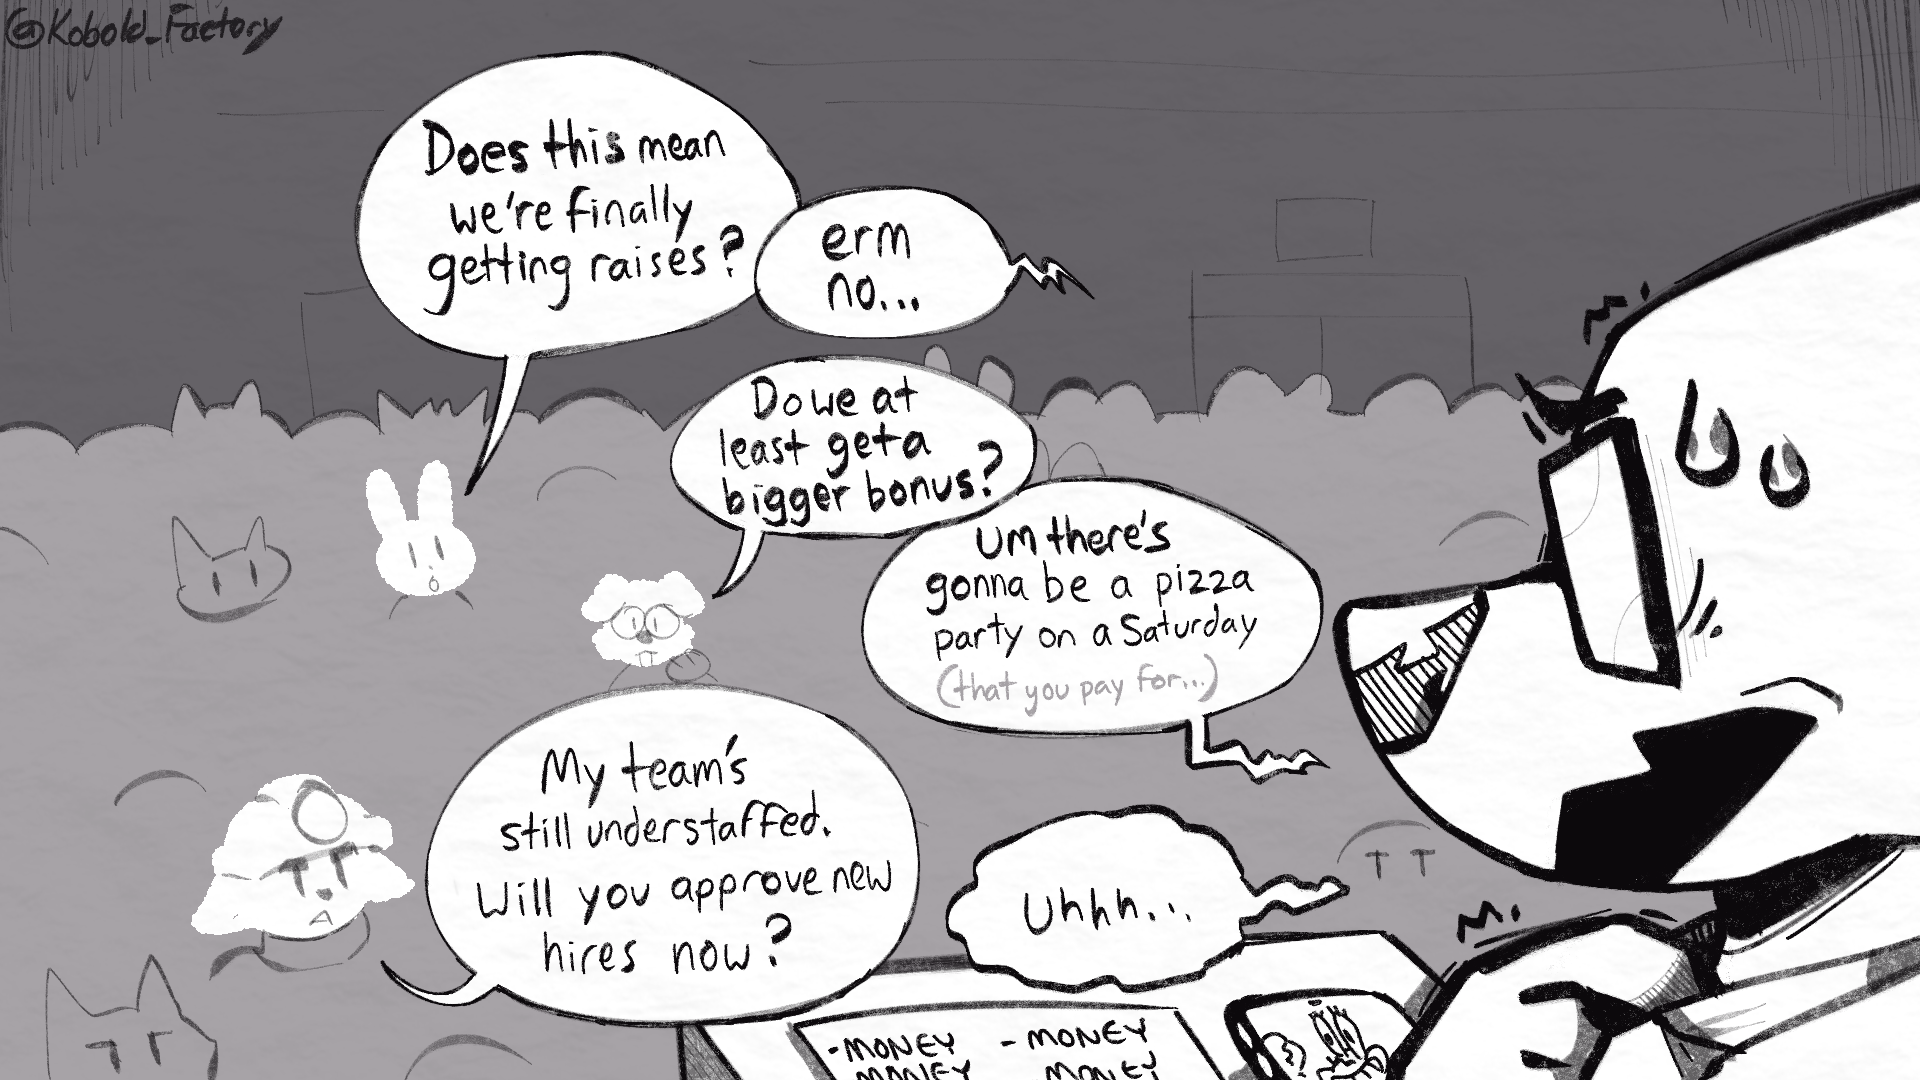 @Kobold_Factory
Does this mean
we're finally
getting raises?
erm
no...
Do we at
least get a
bigger bonus?
Um there's
gonna be a pizza
party on a Saturday
(that you pay for...)
My team's
still understaffed.
Will you approve new
hires now?
Uhhh...
-MONEY
MONEY
-MONEY
MONEY